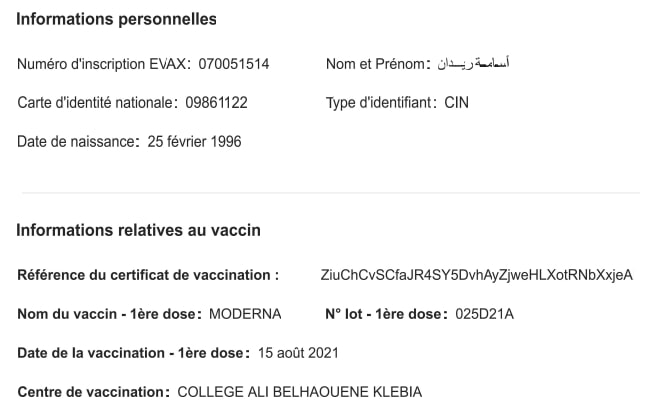 Informations personnelles
Numéro d'inscription EVAX: 070051514 Nom et Prénom: أسامة ريدان
Carte d'identité nationale: 09861122 Type d'identifiant: CIN
Date de naissance: 25 février 1996
Informations relatives au vaccin
Référence du certificat de vaccination : ZiuChCvSCfaJR4SY5DvhAyZjweHLXotRNbXxjeA
Nom du vaccin - 1ère dose: MODERNA N° lot - 1ère dose: 025D21A
Date de la vaccination - 1ère dose: 15 août 2021
Centre de vaccination: COLLEGE ALI BELHAOUENE KLEBIA